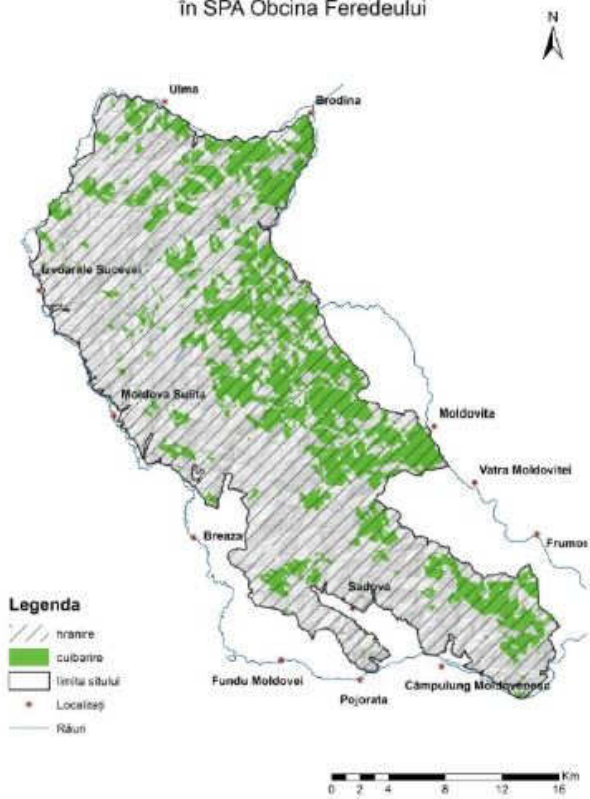 în SPA Obcina Feredeului
N
Ulma
Brodina
Izvoarele Sucevei
Moldova Sulita
Moldovita
Vatra Moldovitei
Frumos
Breaza
Sadova
Legenda
hranire
cuibarire
limita sitului
Localități
Râuri
Fundu Moldovei
Pojorata
Câmpulung Moldovenesc
Km
0 2 4 8 12 16